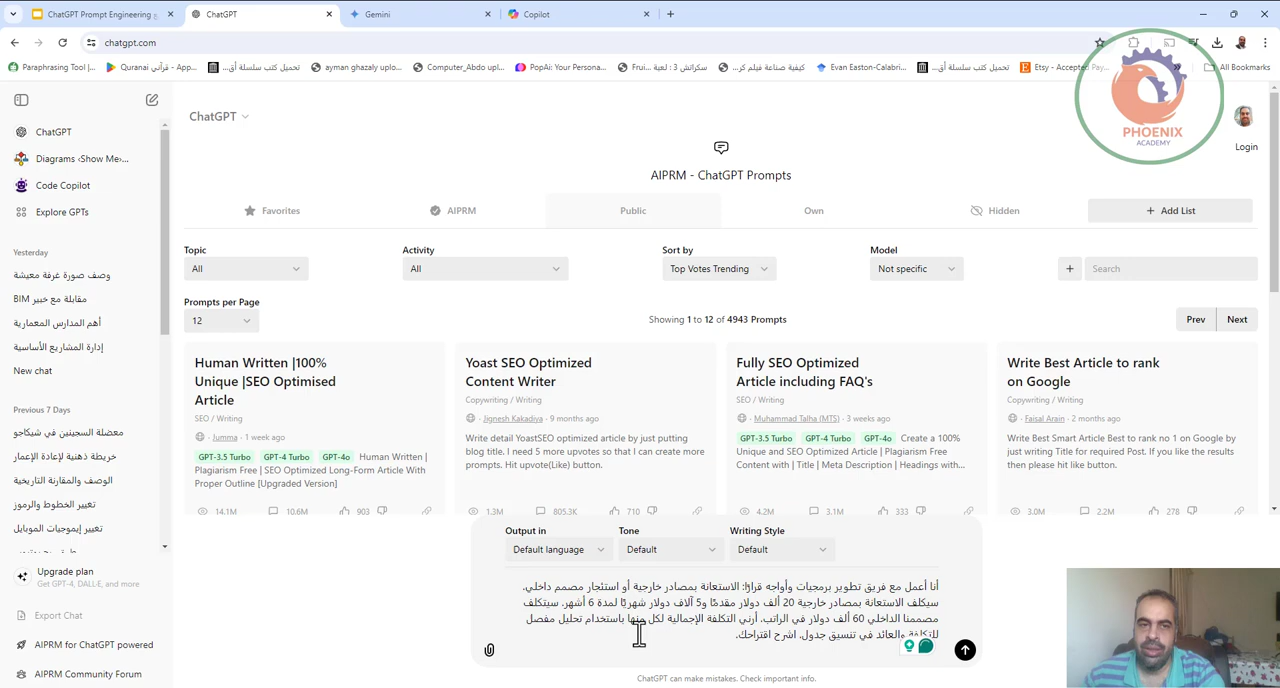 ChatGPT Prompt Engineering
ChatGPT
Gemini
Copilot
chatgpt.com
Paraphrasing Tool |...
Quranai - قرآني - App...
تحميل كتب سلسلة أق...
ayman ghazaly uplo...
Computer_Abdo upl...
PopAi: Your Persona...
سكراتش 3: لعبة Frui...
كيفية صناعة فيلم كر...
Evan Easton-Calabri...
تحميل كتب سلسلة أق...
Etsy - Accepted Pay...
All Bookmarks
PHOENIX
ACADEMY
Login
ChatGPT
Diagrams ‹Show Me›...
Code Copilot
Explore GPTs
Yesterday
وصف صورة غرفة معيشة
مقابلة مع خبير BIM
أهم المدارس المعمارية
إدارة المشاريع الأساسية
New chat
Previous 7 Days
معضلة السجينين في شيكاجو
خريطة ذهنية لإعادة الإعمار
الوصف والمقارنة التاريخية
تغيير الخطوط والرموز
تغيير إيموجيات الموبايل
Upgrade plan
Get GPT-4, DALL·E, and more
Export Chat
AIPRM for ChatGPT powered
AIPRM Community Forum
ChatGPT
AIPRM - ChatGPT Prompts
Favorites
AIPRM
Public
Own
Hidden
+ Add List
Topic
Activity
Sort by
Model
All
All
Top Votes Trending
Not specific
+
Search
Prompts per Page
12
Showing 1 to 12 of 4943 Prompts
Prev
Next
Human Written |100%
Unique |SEO Optimised
Article
SEO / Writing
· Jumma · 1 week ago
GPT-3.5 Turbo GPT-4 Turbo GPT-4o Human Written |
Plagiarism Free | SEO Optimized Long-Form Article With
Proper Outline [Upgraded Version]
14.1M 10.6M 903
Yoast SEO Optimized
Content Writer
Copywriting / Writing
· Jignesh Kakadiya · 9 months ago
Write detail YoastSEO optimized article by just putting
blog title. I need 5 more upvotes so that I can create more
prompts. Hit upvote(Like) button.
1.3M 805.3K 710
Fully SEO Optimized
Article including FAQ's
SEO / Writing
· Muhammad Talha (MTS) · 3 weeks ago
GPT-3.5 Turbo GPT-4 Turbo GPT-4o Create a 100%
Unique and SEO Optimized Article | Plagiarism Free
Content with | Title | Meta Description | Headings with...
4.2M 3.1M 333
Write Best Article to rank
on Google
Copywriting / Writing
· Faisal Arain · 2 months ago
Write Best Smart Article Best to rank no 1 on Google by
just writing Title for required Post. If you like the results
then please hit like button.
3.0M 2.2M 278
Output in
Tone
Writing Style
Default language
Default
Default
أنا أعمل مع فريق تطوير برمجيات وأواجه قرارًا: الاستعانة بمصادر خارجية أو استئجار مصمم داخلي.
سيكلف الاستعانة بمصادر خارجية 20 ألف دولار مقدمًا و5 آلاف دولار شهريًا لمدة 6 أشهر. سيتكلف
مصممنا الداخلي 60 ألف دولار في الراتب. أرني التكلفة الإجمالية لكل منها باستخدام تحليل مفصل
للتكلفة والعائد في تنسيق جدول. اشرح اقتراحك.
ChatGPT can make mistakes. Check important info.